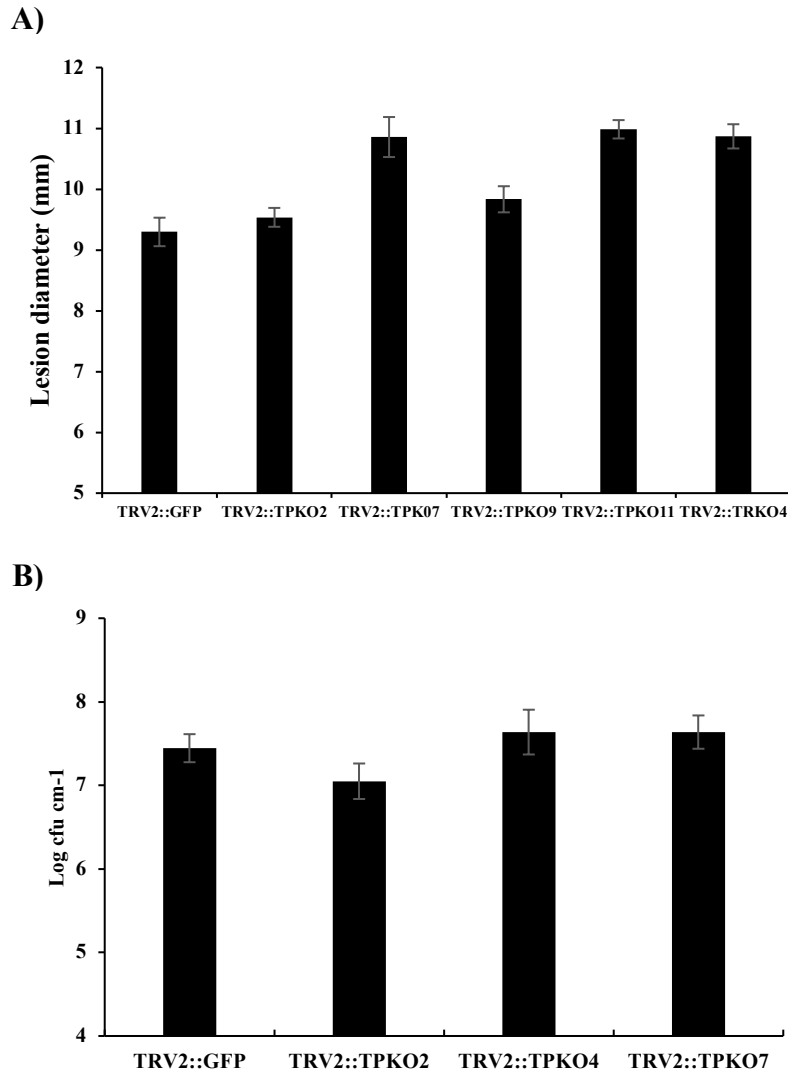 A)
12
11
10
9
8
7
6
5
Lesion diameter (mm)
TRV2::GFP TRV2::TPKO2 TRV2::TPK07 TRV2::TPKO9 TRV2::TPKO11 TRV2::TRKO4
B)
9
8
7
6
5
4
Log cfu cm-1
TRV2::GFP TRV2::TPKO2 TRV2::TPKO4 TRV2::TPKO7